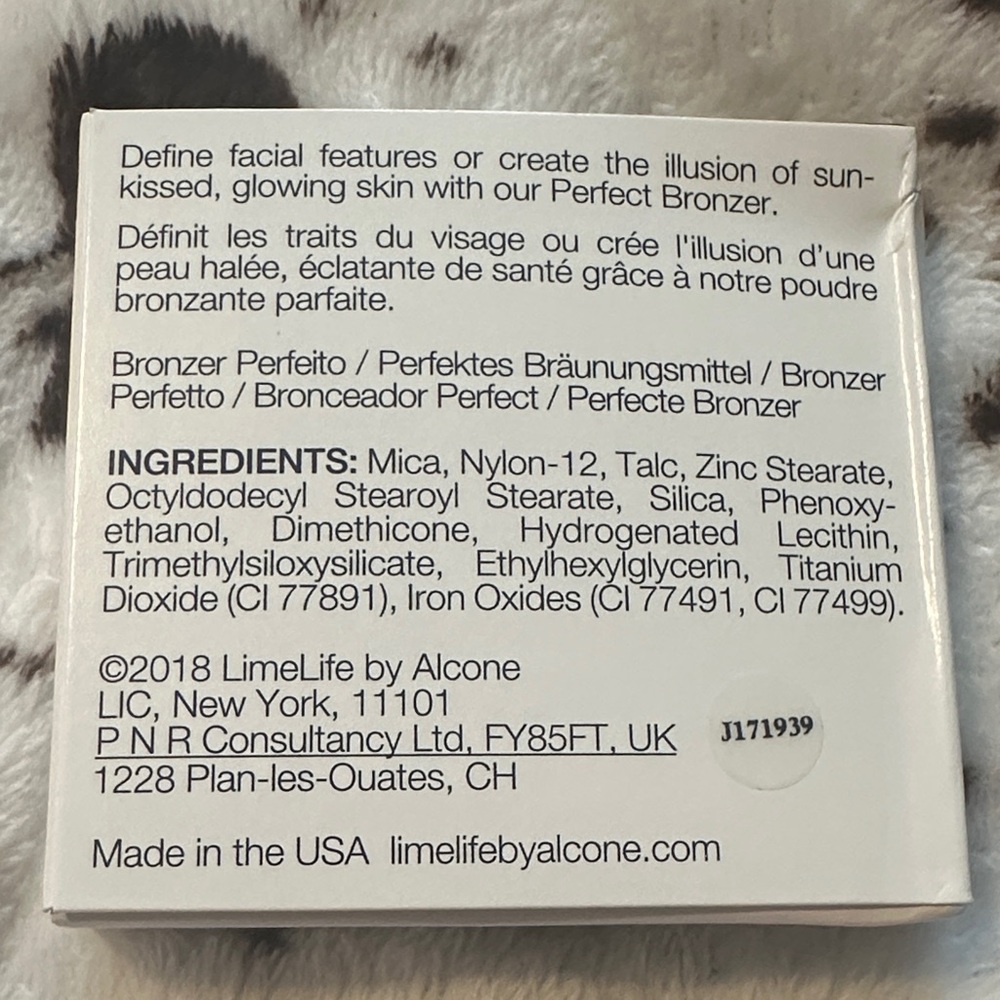 Define facial features or create the illusion of sun-
kissed, glowing skin with our Perfect Bronzer.
Définit les traits du visage ou crée l'illusion d'une
peau halée, éclatante de santé grâce à notre poudre
bronzante parfaite.
Bronzer Perfeito / Perfektes Bräunungsmittel / Bronzer
Perfetto / Bronceador Perfect / Perfecte Bronzer
INGREDIENTS: Mica, Nylon-12, Talc, Zinc Stearate,
Octyldodecyl Stearoyl Stearate, Silica, Phenoxy-
ethanol, Dimethicone, Hydrogenated Lecithin,
Trimethylsiloxysilicate, Ethylhexylglycerin, Titanium
Dioxide (CI 77891), Iron Oxides (CI 77491, CI 77499).
©2018 LimeLife by Alcone
LIC, New York, 11101
P N R Consultancy Ltd, FY85FT, UK
1228 Plan-les-Ouates, CH
J171939
Made in the USA limelifebyalcone.com